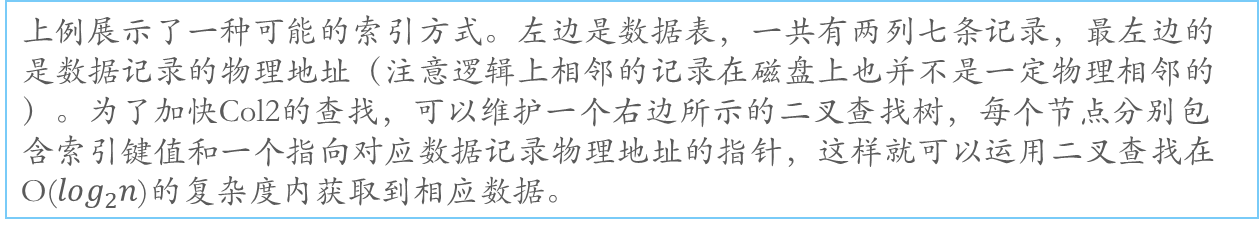 上例展示了一种可能的索引方式。左边是数据表，一共有两列七条记录，最左边的
是数据记录的物理地址（注意逻辑上相邻的记录在磁盘上也并不是一定物理相邻的
）。为了加快Col2的查找，可以维护一个右边所示的二叉查找树，每个节点分别包
含索引键值和一个指向对应数据记录物理地址的指针，这样就可以运用二叉查找在
O(log₂n)的复杂度内获取到相应数据。